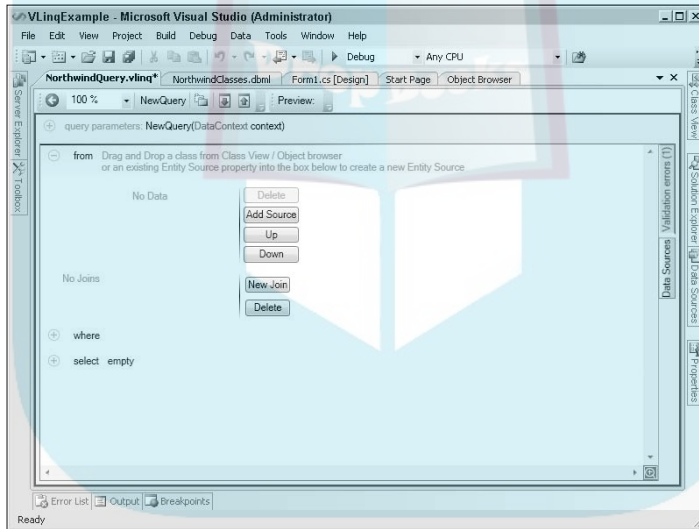 VLinqExample - Microsoft Visual Studio (Administrator)
File Edit View Project Build Debug Data Tools Window Help
Debug Any CPU
NorthwindQuery.vlinq* NorthwindClasses.dbml Form1.cs [Design] Start Page Object Browser
100 % NewQuery Preview:
query parameters: NewQuery(DataContext context)
from Drag and Drop a class from Class View / Object browser
or an existing Entity Source property into the box below to create a new Entity Source
No Data
Delete
Add Source
Up
Down
No Joins
New Join
Delete
where
select empty
Server Explorer
Toolbox
Validation errors (1)
Data Sources
Class View
Solution Explorer
Data Sources
Properties
Error List Output Breakpoints
Ready